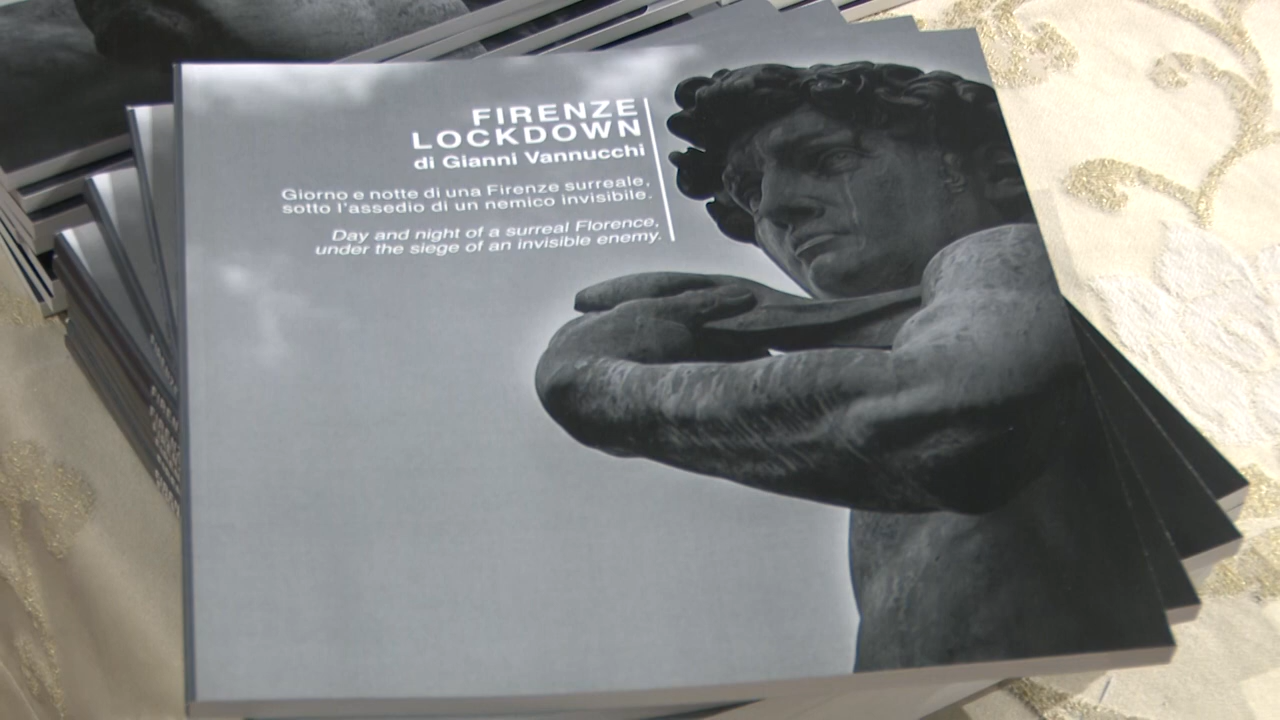 FIRENZE
LOCKDOWN
di Gianni Vannucchi
Giorno e notte di una Firenze surreale,
sotto l'assedio di un nemico invisibile.
Day and night of a surreal Florence,
under the siege of an invisible enemy.